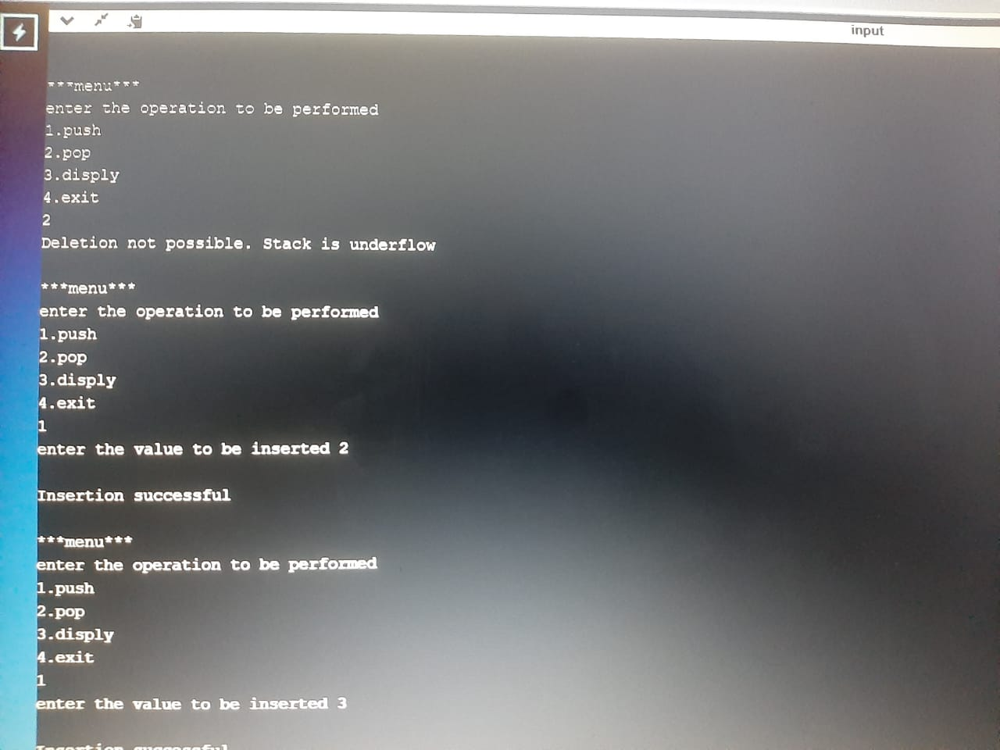 input
***menu***
enter the operation to be performed
1.push
2.pop
3.disply
4.exit
2
Deletion not possible. Stack is underflow
***menu***
enter the operation to be performed
1.push
2.pop
3.disply
4.exit
1
enter the value to be inserted 2
Insertion successful
***menu***
enter the operation to be performed
1.push
2.pop
3.disply
4.exit
1
enter the value to be inserted 3
Insertion successful